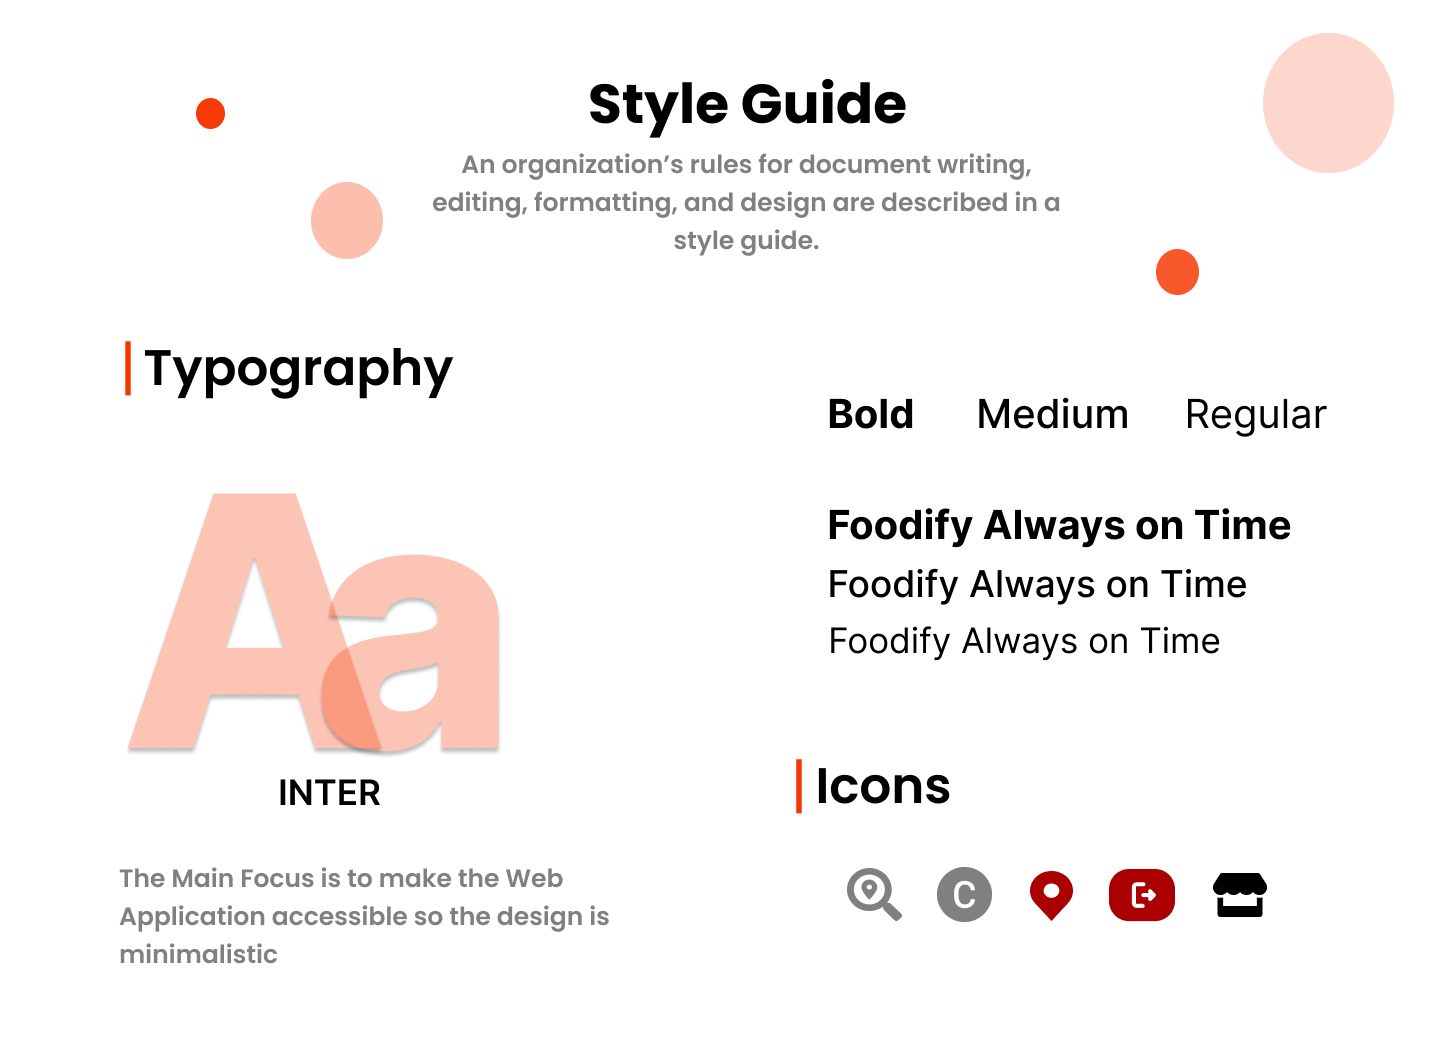 Style Guide
An organization’s rules for document writing,
editing, formatting, and design are described in a
style guide.
Typography
Aa
INTER
The Main Focus is to make the Web
Application accessible so the design is
minimalistic
Bold Medium Regular
Foodify Always on Time
Foodify Always on Time
Foodify Always on Time
Icons
C